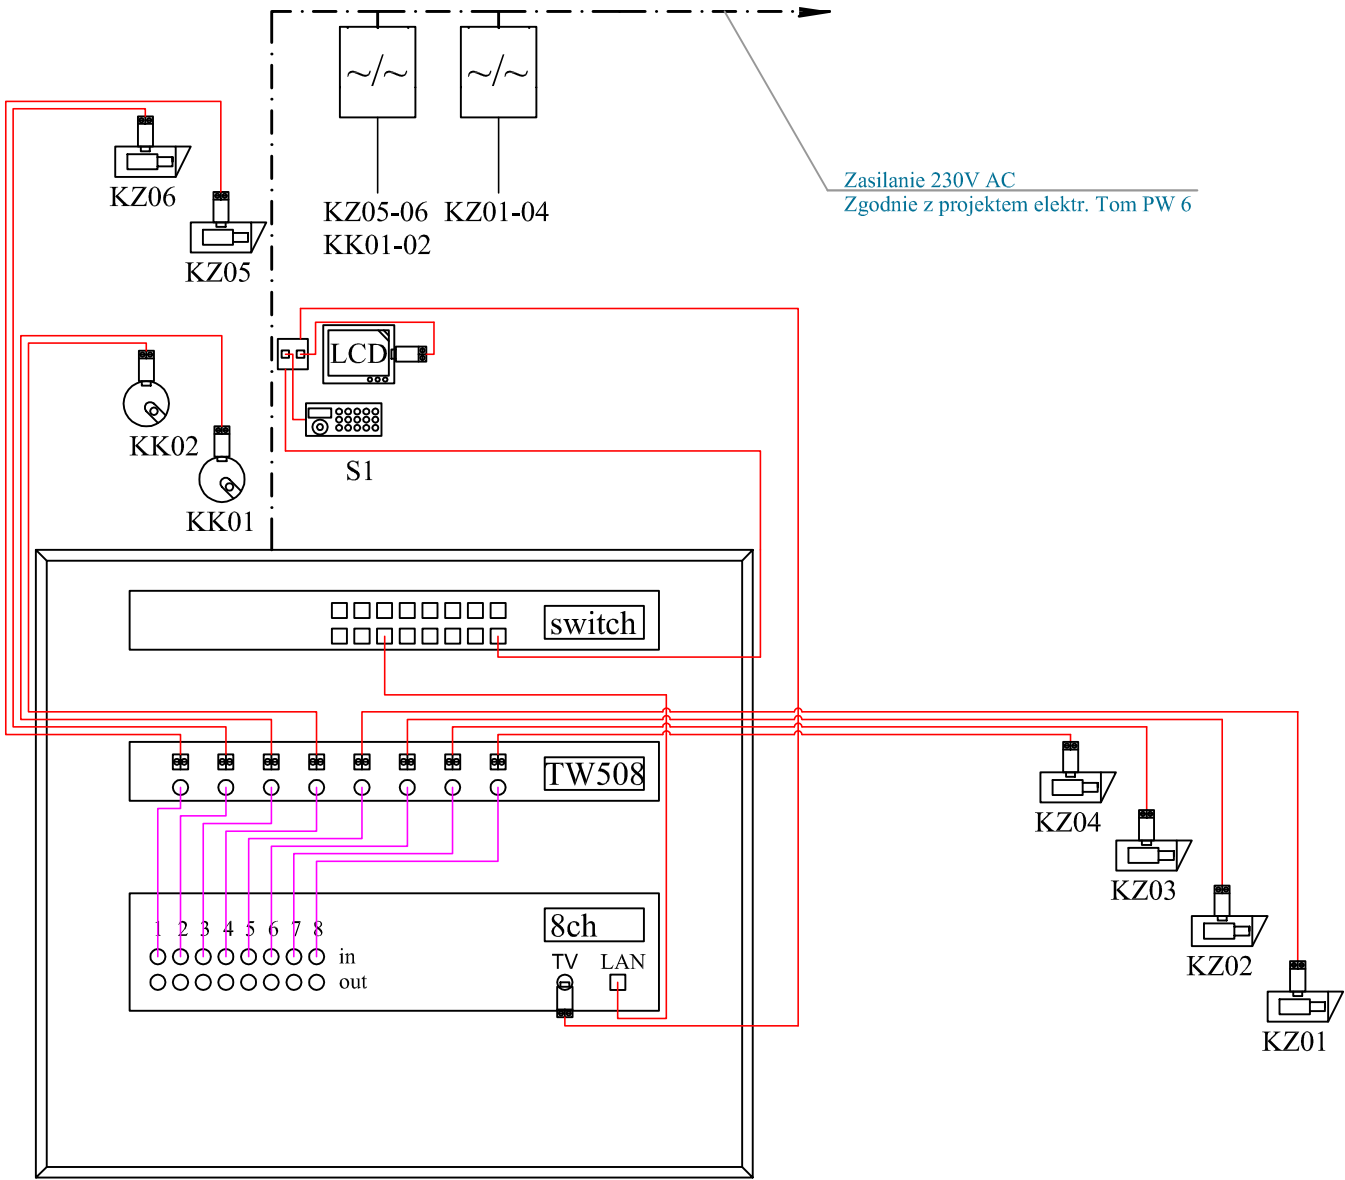 ~/~
~/~
KZ05-06
KK01-02
KZ01-04
Zasilanie 230V AC
Zgodnie z projektem elektr. Tom PW 6
KZ06
KZ05
LCD
S1
KK02
KK01
switch
TW508
1 2 3 4 5 6 7 8
in
out
8ch
TV
LAN
KZ04
KZ03
KZ02
KZ01